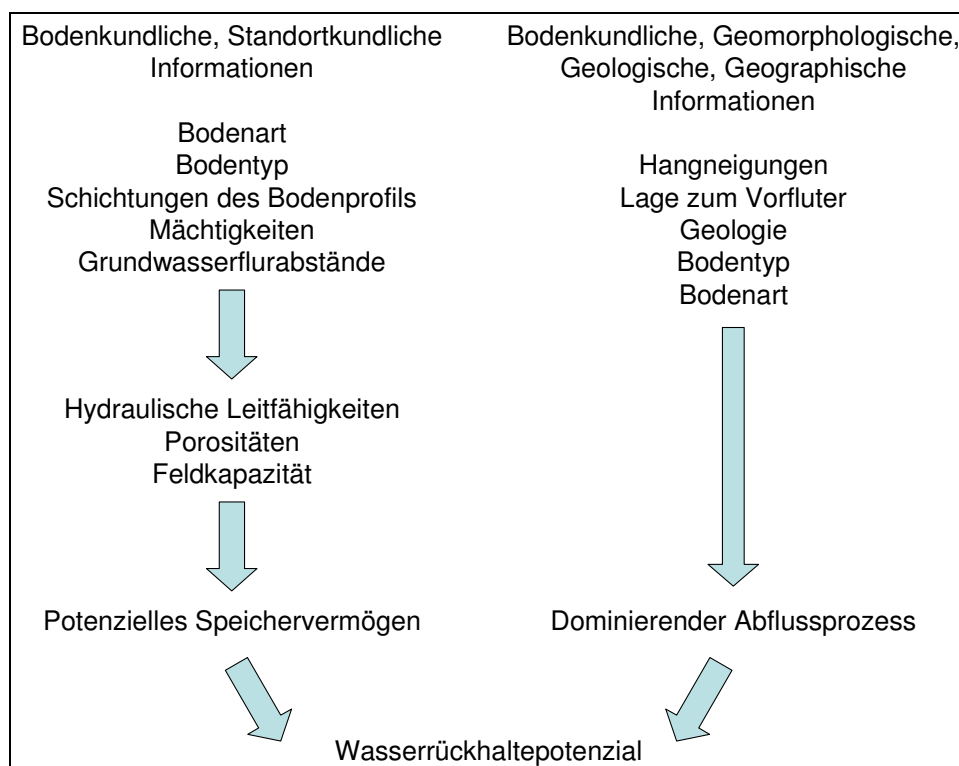 Bodenkundliche, Standortkundliche
Informationen
Bodenart
Bodentyp
Schichtungen des Bodenprofils
Mächtigkeiten
Grundwasserflurabstände
Hydraulische Leitfähigkeiten
Porositäten
Feldkapazität
Potenzielles Speichervermögen
Bodenkundliche, Geomorphologische,
Geologische, Geographische
Informationen
Hangneigungen
Lage zum Vorfluter
Geologie
Bodentyp
Bodenart
Dominierender Abflussprozess
Wasserrückhaltepotenzial